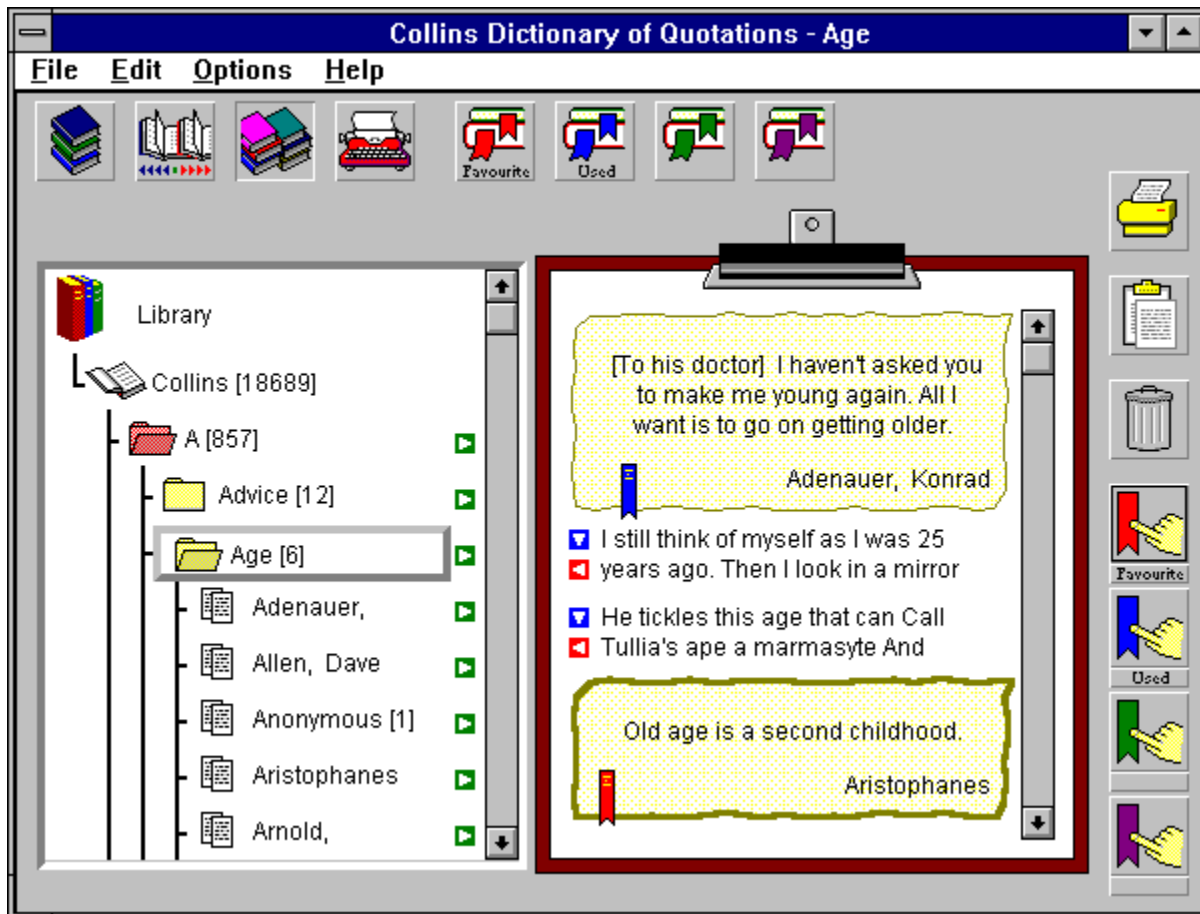 Collins Dictionary of Quotations - Age
File Edit Options Help
Favourite
Used
Library
Collins [18689]
A [857]
Advice [12]
Age [6]
Adenauer,
Allen, Dave
Anonymous [1]
Aristophanes
Arnold,
[To his doctor] I haven't asked you
to make me young again. All I
want is to go on getting older.
Adenauer, Konrad
I still think of myself as I was 25
years ago. Then I look in a mirror
He tickles this age that can Call
Tullia's ape a marmasyte And
Old age is a second childhood.
Aristophanes
Favourite
Used